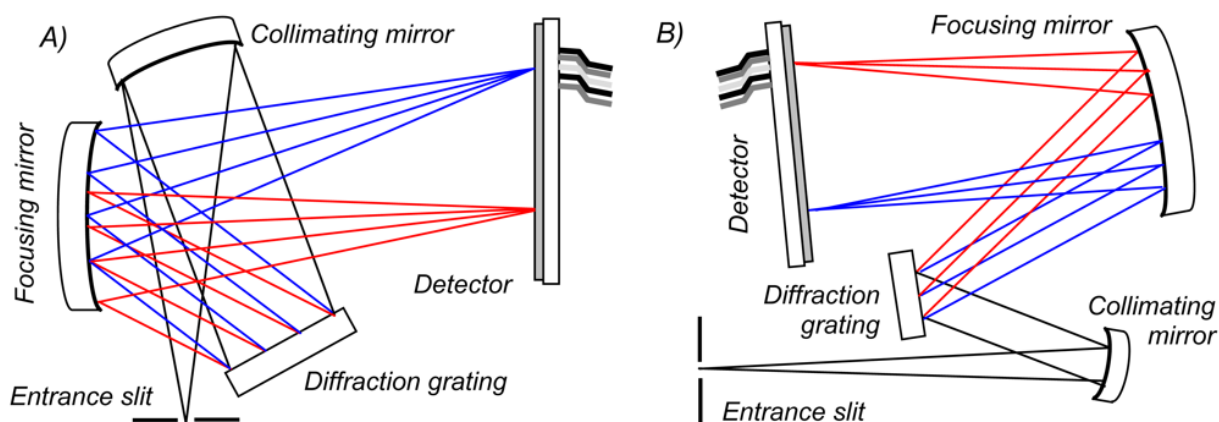 A)
Collimating mirror
Focusing mirror
Detector
Diffraction grating
Entrance slit
B)
Focusing mirror
Detector
Diffraction
grating
Collimating
mirror
Entrance slit